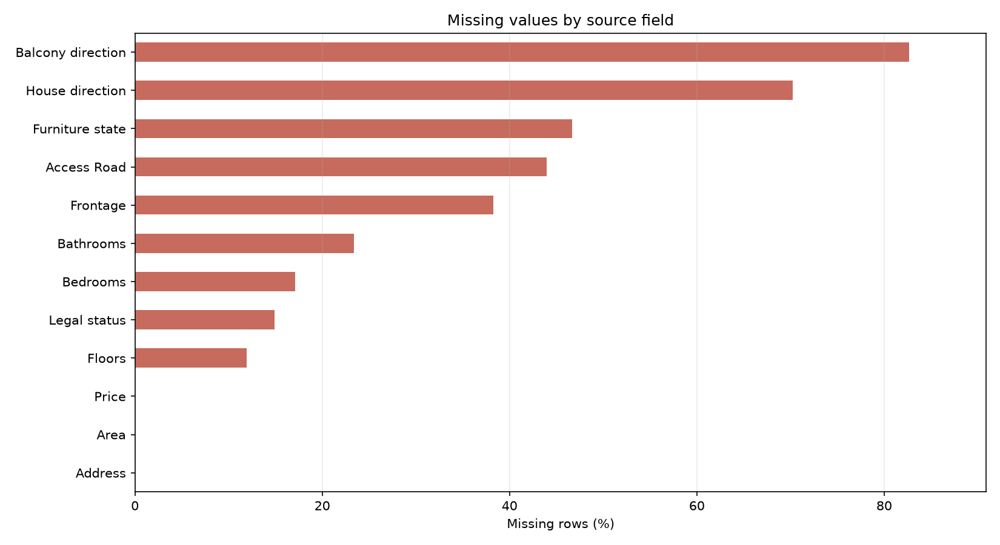 Missing values by source field
Balcony direction
House direction
Furniture state
Access Road
Frontage
Bathrooms
Bedrooms
Legal status
Floors
Price
Area
Address
0 20 40 60 80
Missing rows (%)